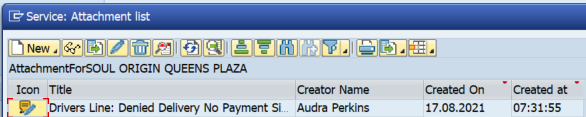 Service: Attachment list
New
AttachmentForSOUL ORIGIN QUEENS PLAZA
Icon Title Creator Name Created On Created at
Drivers Line: Denied Delivery No Payment Si... Audra Perkins 17.08.2021 07:31:55